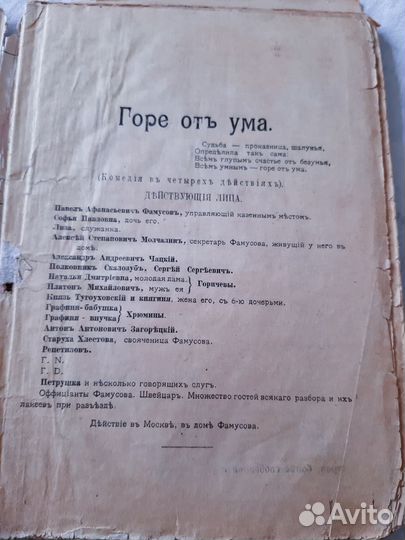 Горе отъ ума.
Судьба — проказница, шалунья,
Опредѣлила такъ сама:
Всѣмъ глупымъ счастье отъ безумья,
Всѣмъ умнымъ — горе отъ ума.
(Комедія въ четырехъ дѣйствіяхъ).
ДѢЙСТВУЮЩІЯ ЛИЦА.
Павелъ Афанасьевичъ Фамусовъ, управляющій казеннымъ мѣстомъ.
Софья Павловна, дочь его.
Лиза, служанка.
Алексѣй Степановичъ Молчалинъ, секретарь Фамусова, живущій у него въ
домѣ.
Александръ Андреевичъ Чацкій.
Полковникъ Скалозубъ, Сергѣй Сергѣевичъ.
Наталья Дмитріевна, молодая дама.
Платонъ Михайловичъ, мужъ ея } Горичевы.
Князь Тугоуховскій и княгиня, жена его, съ 6-ю дочерьми.
Графиня-бабушка
Графиня - внучка } Хрюмины.
Антонъ Антоновичъ Загорѣцкій.
Старуха Хлестова, свояченица Фамусова.
Репетиловъ.
Г. N.
Г. D.
Петрушка и нѣсколько говорящихъ слугъ.
Оффиціанты Фамусова. Швейцаръ. Множество гостей всякаго разбора и ихъ
лакеевъ при разъѣздѣ.
Дѣйствіе въ Москвѣ, въ домѣ Фамусова.
Avito